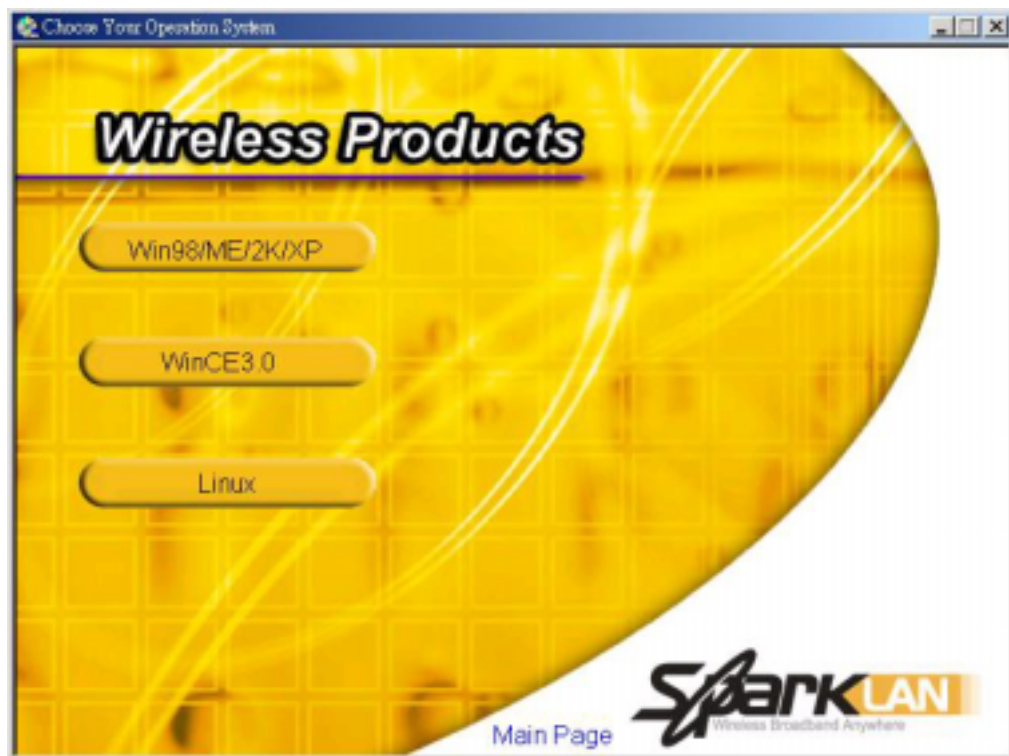 Choose Your Operation System
Wireless Products
Win98/ME/2K/XP
WinCE3.0
Linux
Main Page
SparkLAN
Wireless Broadband Anywhere